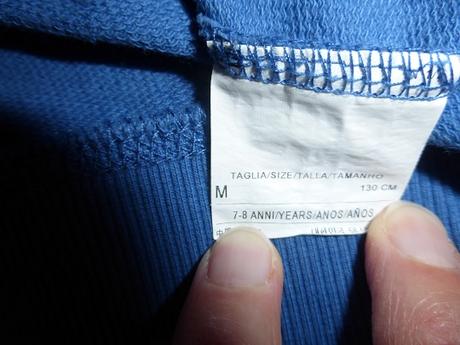 TAGLIA/SIZE/TALLA/TAMANHO
M 130 CM
7-8 ANNI/YEARS/ANOS/AÑOS